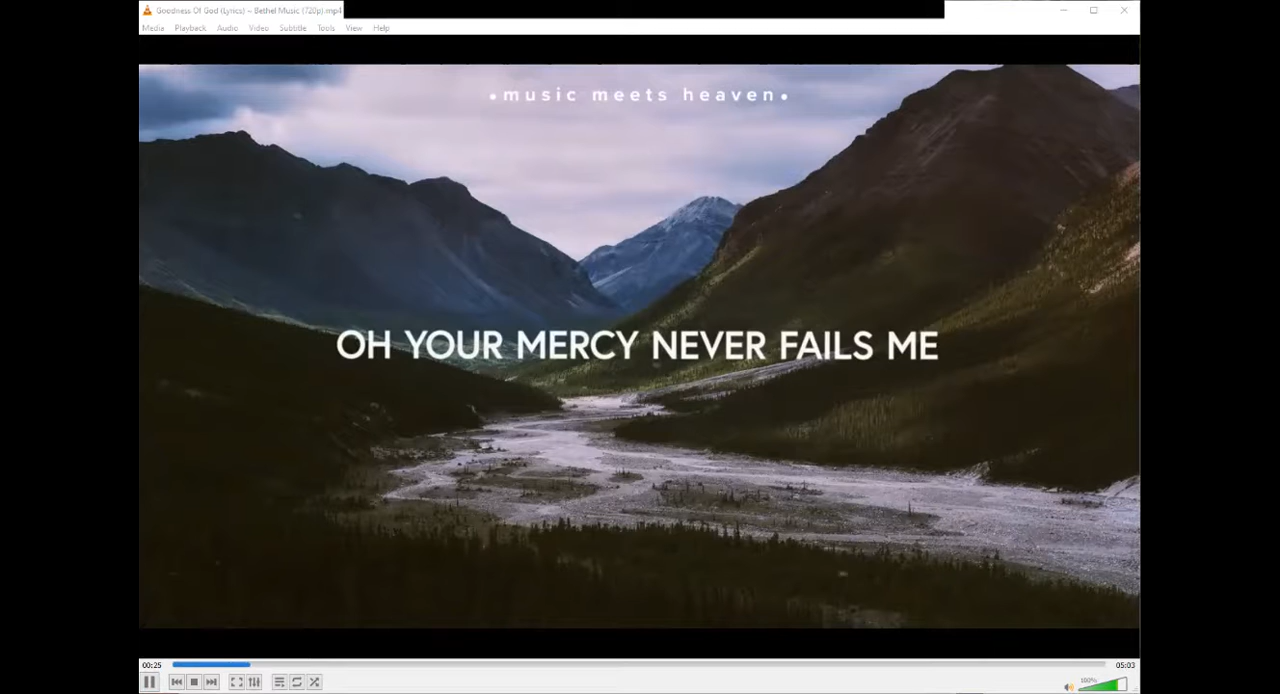 Goodness Of God (Lyrics) ~ Bethel Music (720p).mp4
Media Playback Audio Video Subtitle Tools View Help
•music meets heaven•
OH YOUR MERCY NEVER FAILS ME
00:25
05:03
100%